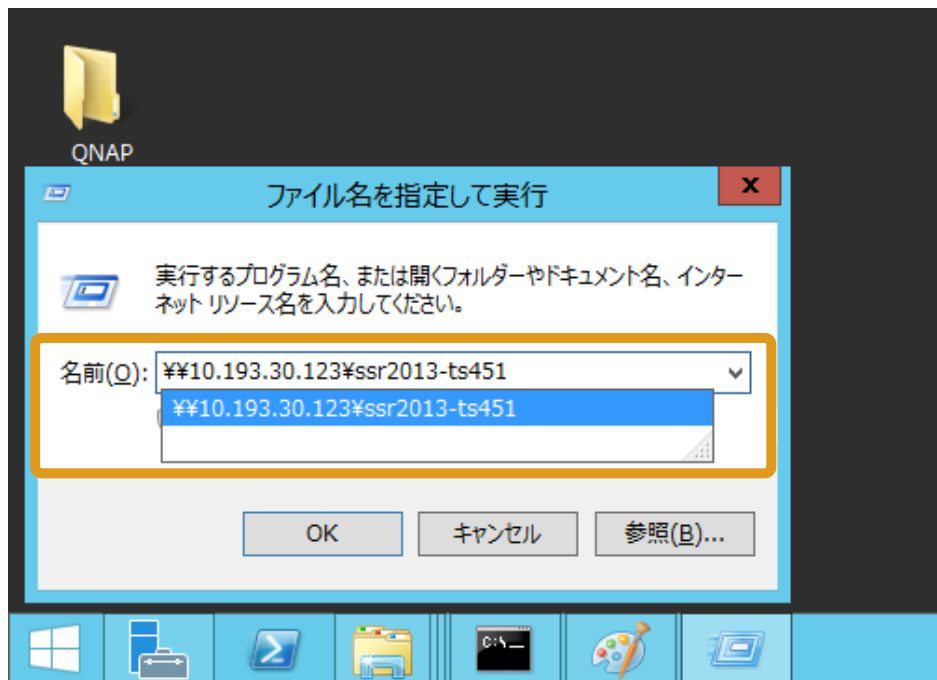 QNAP
ファイル名を指定して実行
x
実行するプログラム名、または開くフォルダーやドキュメント名、インター
ネット リソース名を入力してください。
名前(O): ¥¥10.193.30.123¥ssr2013-ts451
¥¥10.193.30.123¥ssr2013-ts451
OK キャンセル 参照(B)...
C:\_